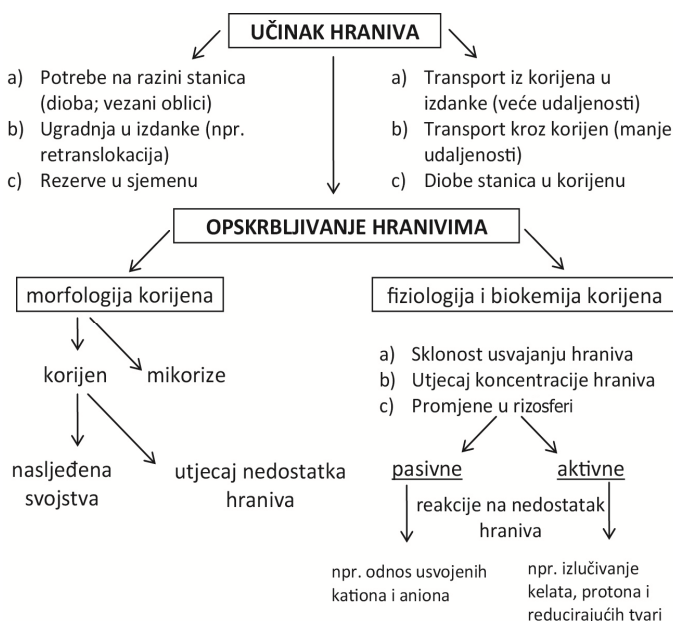 UČINAK HRANIVA
a) Potrebe na razini stanica
(dioba; vezani oblici)
b) Ugradnja u izdanke (npr.
retranslokacija)
c) Rezerve u sjemenu
a) Transport iz korijena u
izdanke (veće udaljenosti)
b) Transport kroz korijen (manje
udaljenosti)
c) Diobe stanica u korijenu
OPSKRBLJIVANJE HRANIVIMA
morfologija korijena
korijen
mikorize
nasljeđena
svojstva
utjecaj nedostatka
hraniva
fiziologija i biokemija korijena
a) Sklonost usvajanju hraniva
b) Utjecaj koncentracije hraniva
c) Promjene u rizosferi
pasivne
aktivne
reakcije na nedostatak
hraniva
npr. odnos usvojenih
kationa i aniona
npr. izlučivanje
kelata, protona i
reducirajućih tvari